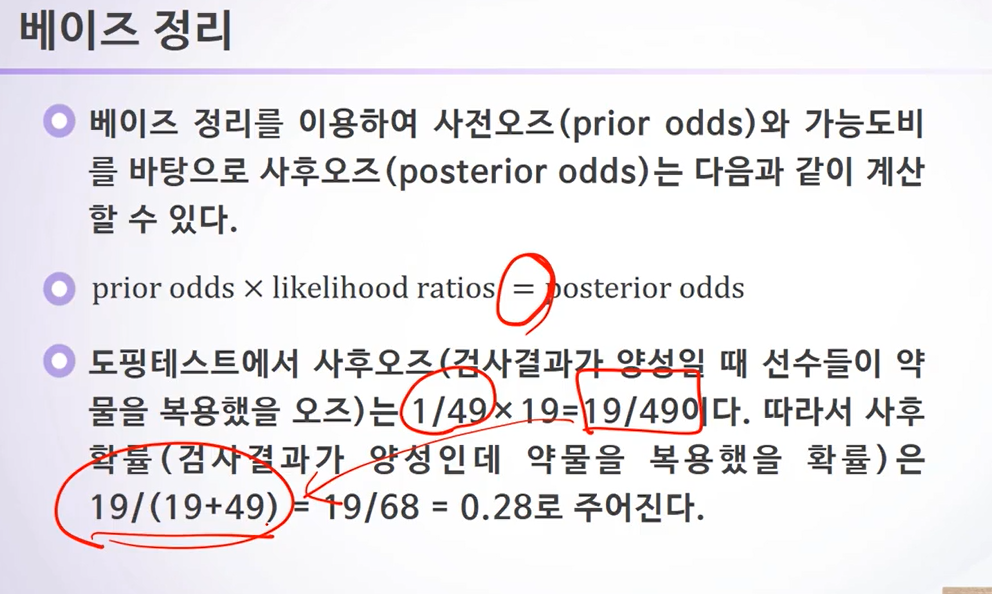 베이즈 정리
베이즈 정리를 이용하여 사전오즈(prior odds)와 가능도비
를 바탕으로 사후오즈(posterior odds)는 다음과 같이 계산
할 수 있다.
prior odds × likelihood ratios = posterior odds
도핑테스트에서 사후오즈(검사결과가 양성일 때 선수들이 약
물을 복용했을 오즈)는 1/49×19=19/49이다. 따라서 사후
확률(검사결과가 양성인데 약물을 복용했을 확률)은
19/(19+49) = 19/68 = 0.28로 주어진다.